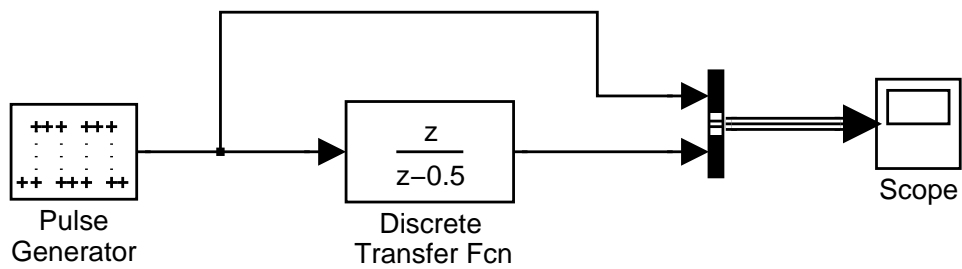 Pulse
Generator
z
z−0.5
Discrete
Transfer Fcn
Scope